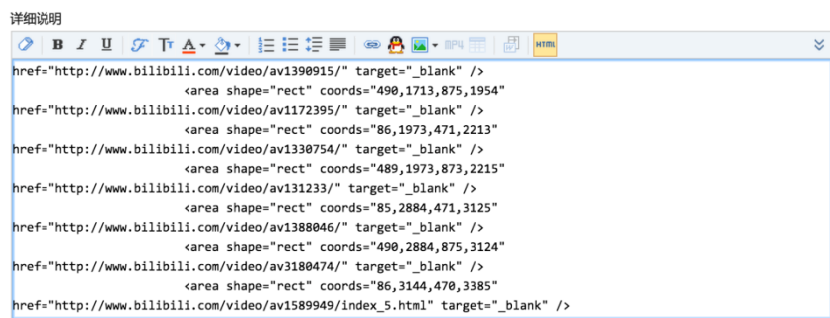 详细说明
B I U F TT A MP4 HTML
href="http://www.bilibili.com/video/av1390915/" target="_blank" />
<area shape="rect" coords="490,1713,875,1954"
href="http://www.bilibili.com/video/av1172395/" target="_blank" />
<area shape="rect" coords="86,1973,471,2213"
href="http://www.bilibili.com/video/av1330754/" target="_blank" />
<area shape="rect" coords="489,1973,873,2215"
href="http://www.bilibili.com/video/av131233/" target="_blank" />
<area shape="rect" coords="85,2884,471,3125"
href="http://www.bilibili.com/video/av1388046/" target="_blank" />
<area shape="rect" coords="490,2884,875,3124"
href="http://www.bilibili.com/video/av3180474/" target="_blank" />
<area shape="rect" coords="86,3144,470,3385"
href="http://www.bilibili.com/video/av1589949/index_5.html" target="_blank" />